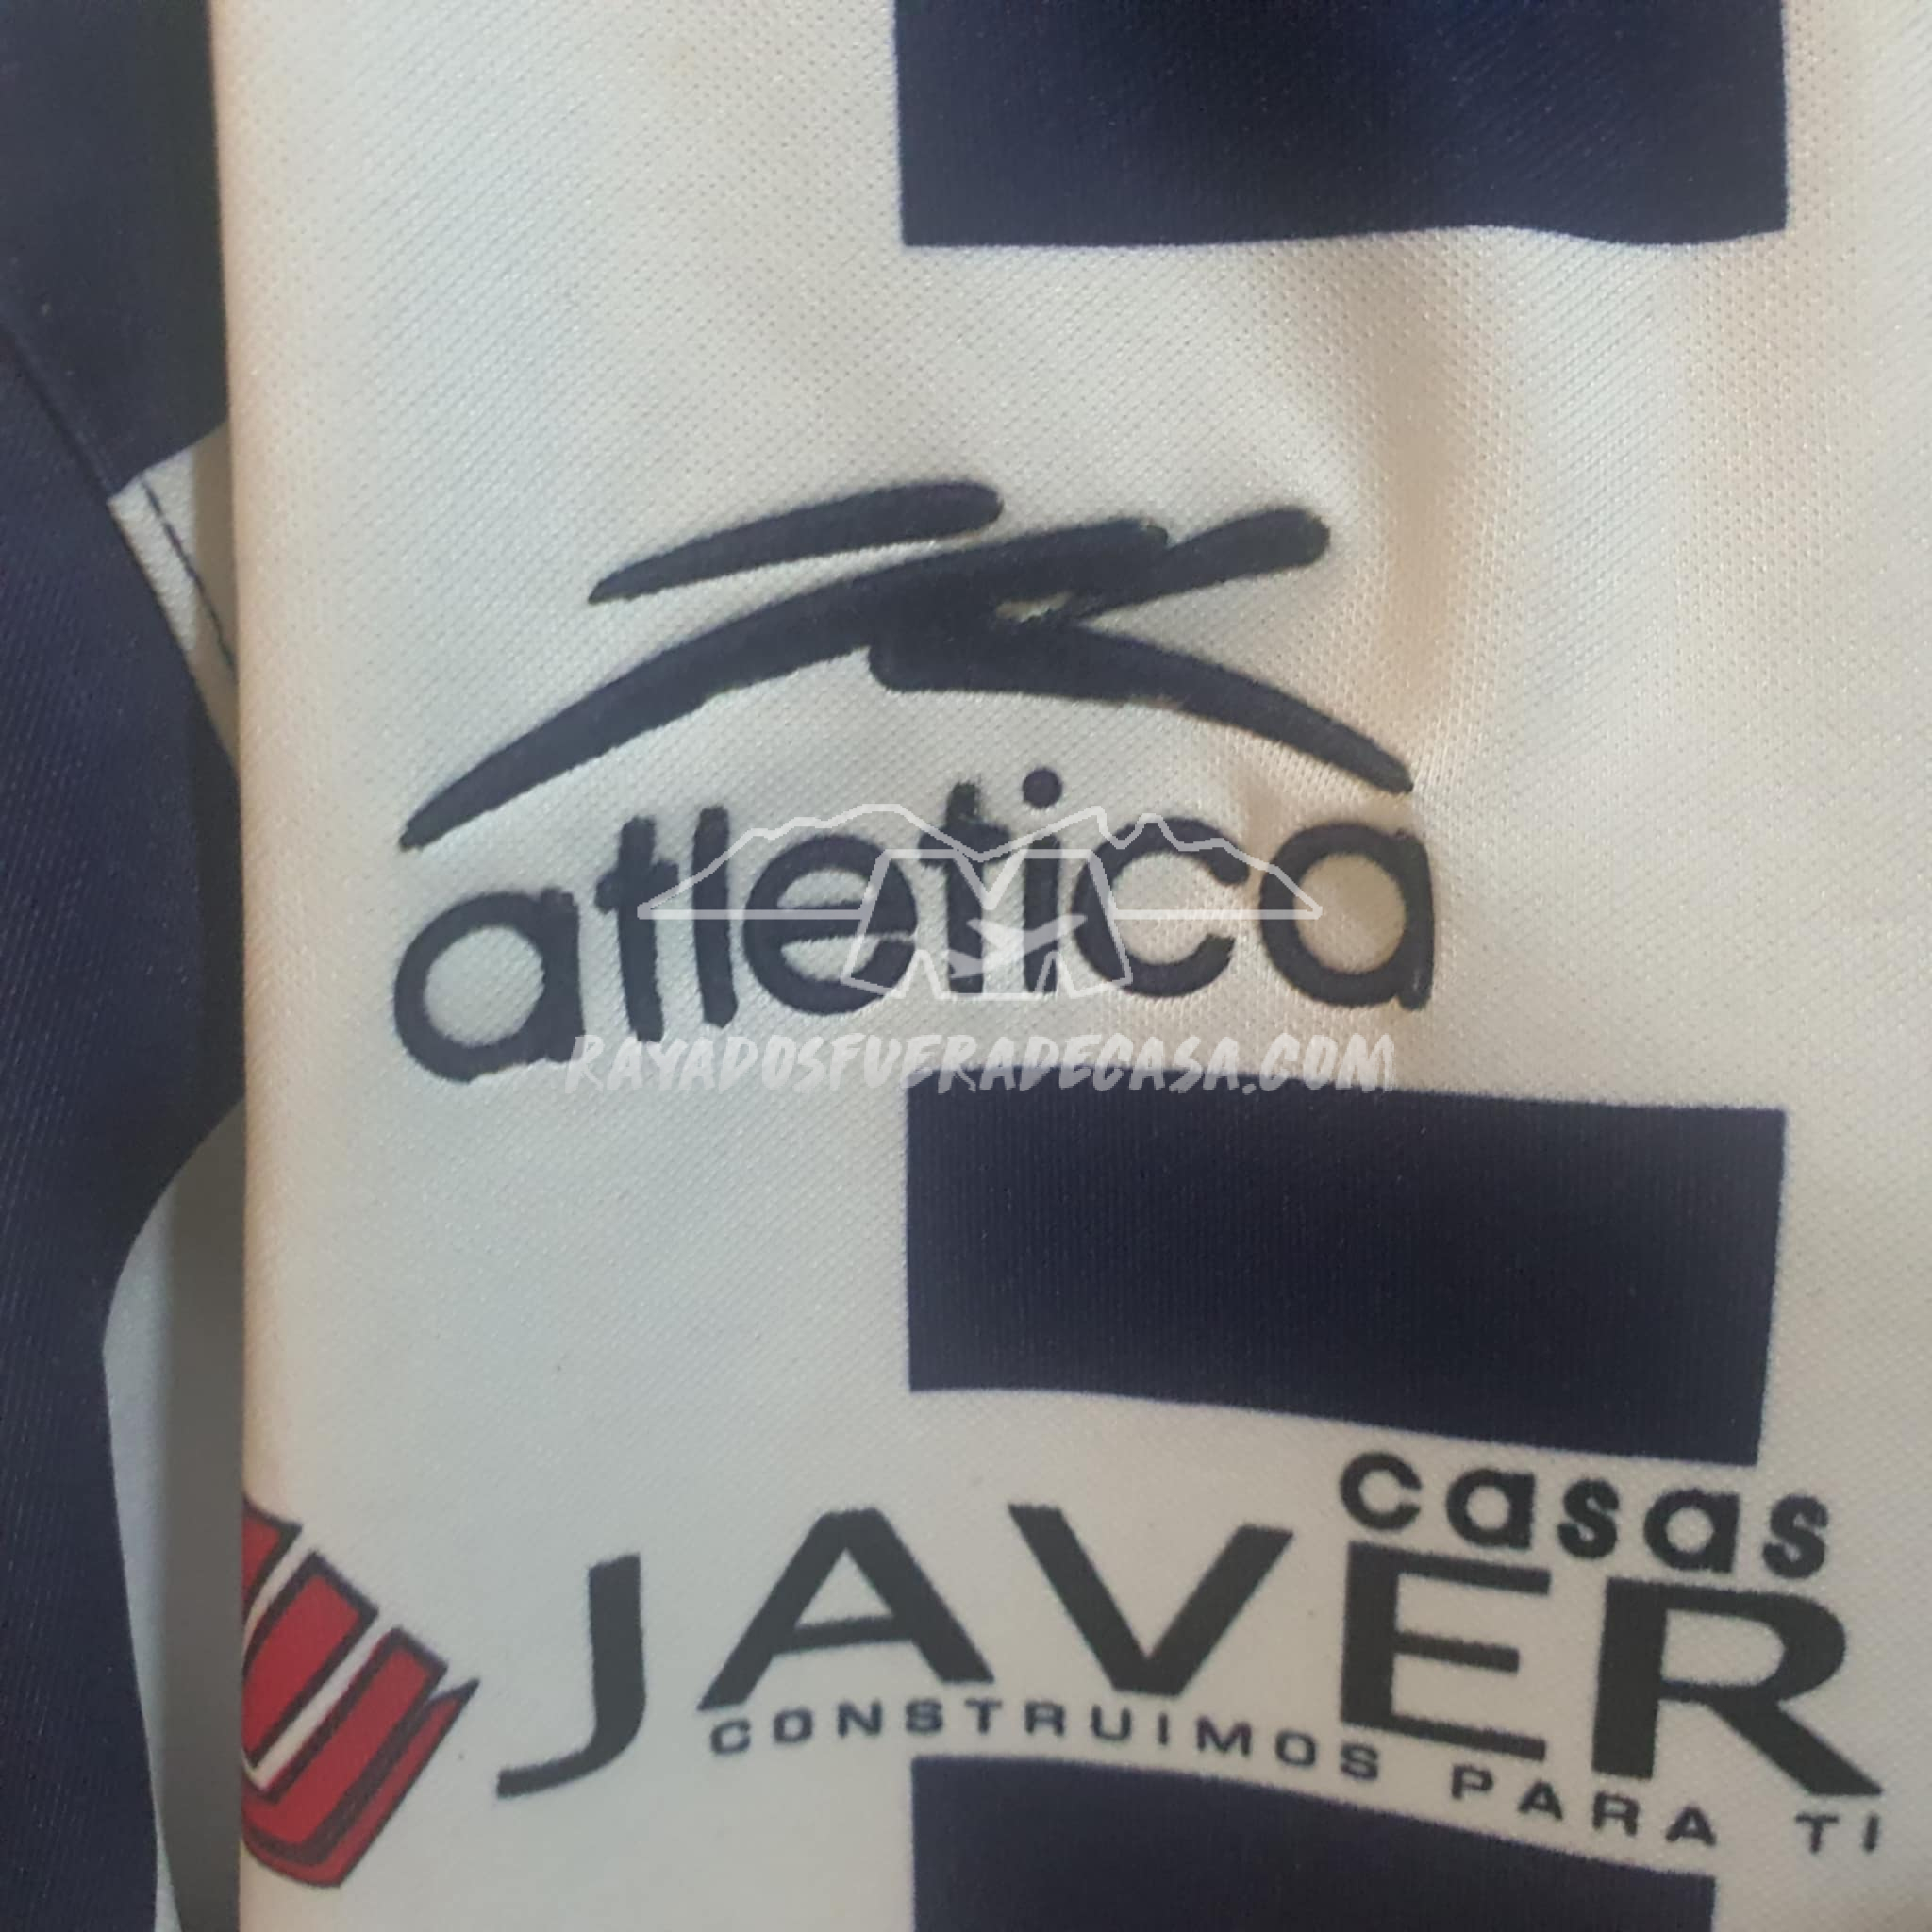 atletica
RAYADOSFUERADECASA.COM
casas
JAVER
CONSTRUIMOS PARA TI